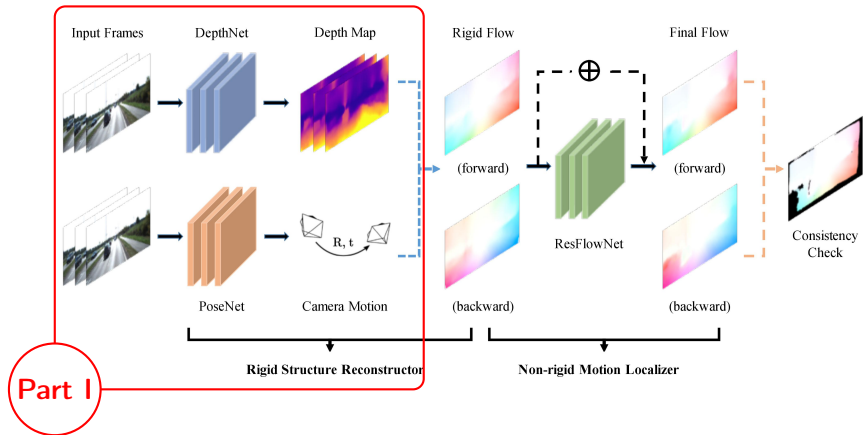 Input Frames
DepthNet
Depth Map
Rigid Flow
Final Flow
(forward)
(forward)
R, t
ResFlowNet
Consistency
Check
PoseNet
Camera Motion
(backward)
(backward)
Rigid Structure Reconstructor
Non-rigid Motion Localizer
Part I